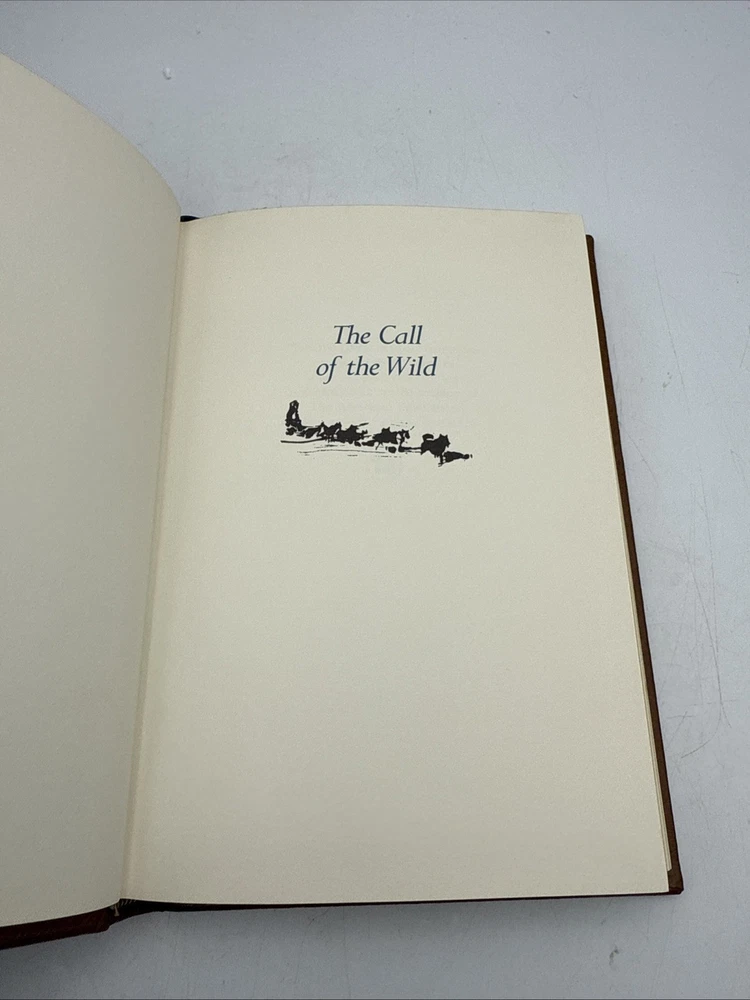 The Call
of the Wild